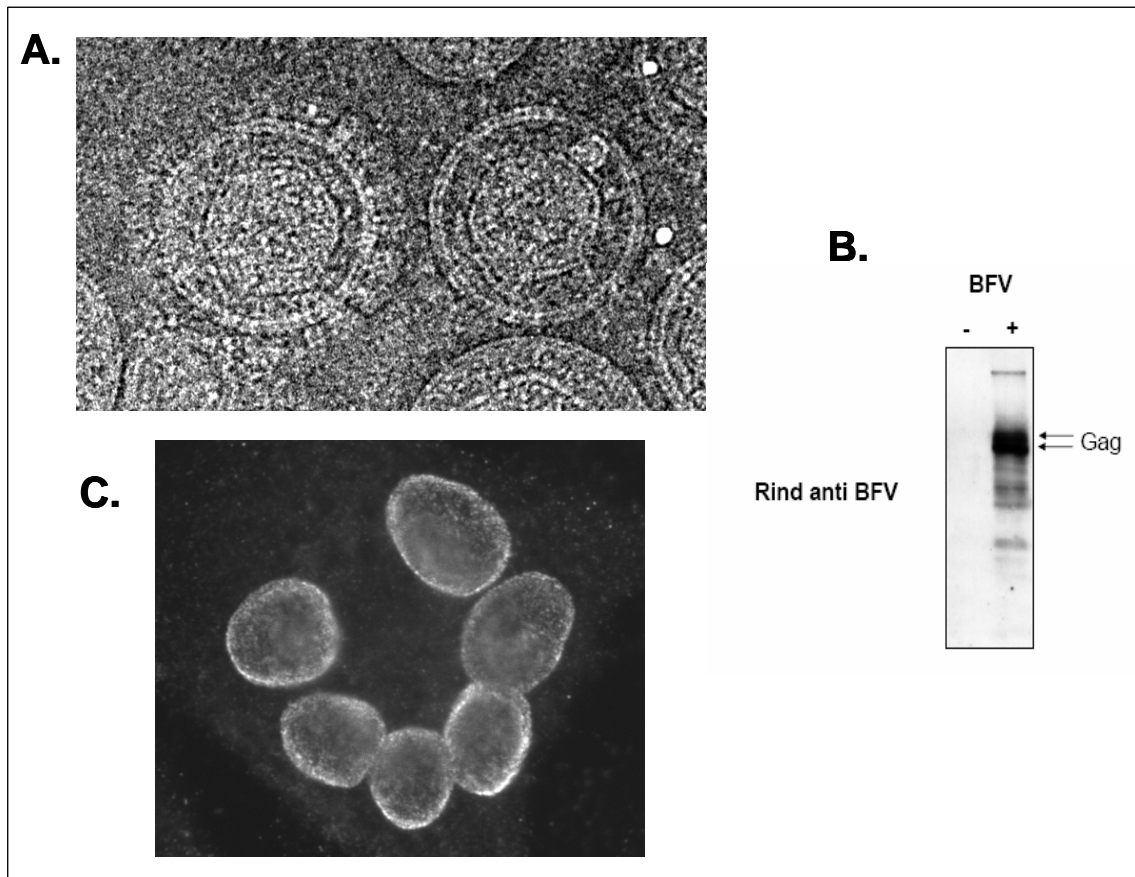 A.
B.
BFV
- +
Gag
Rind anti BFV
C.